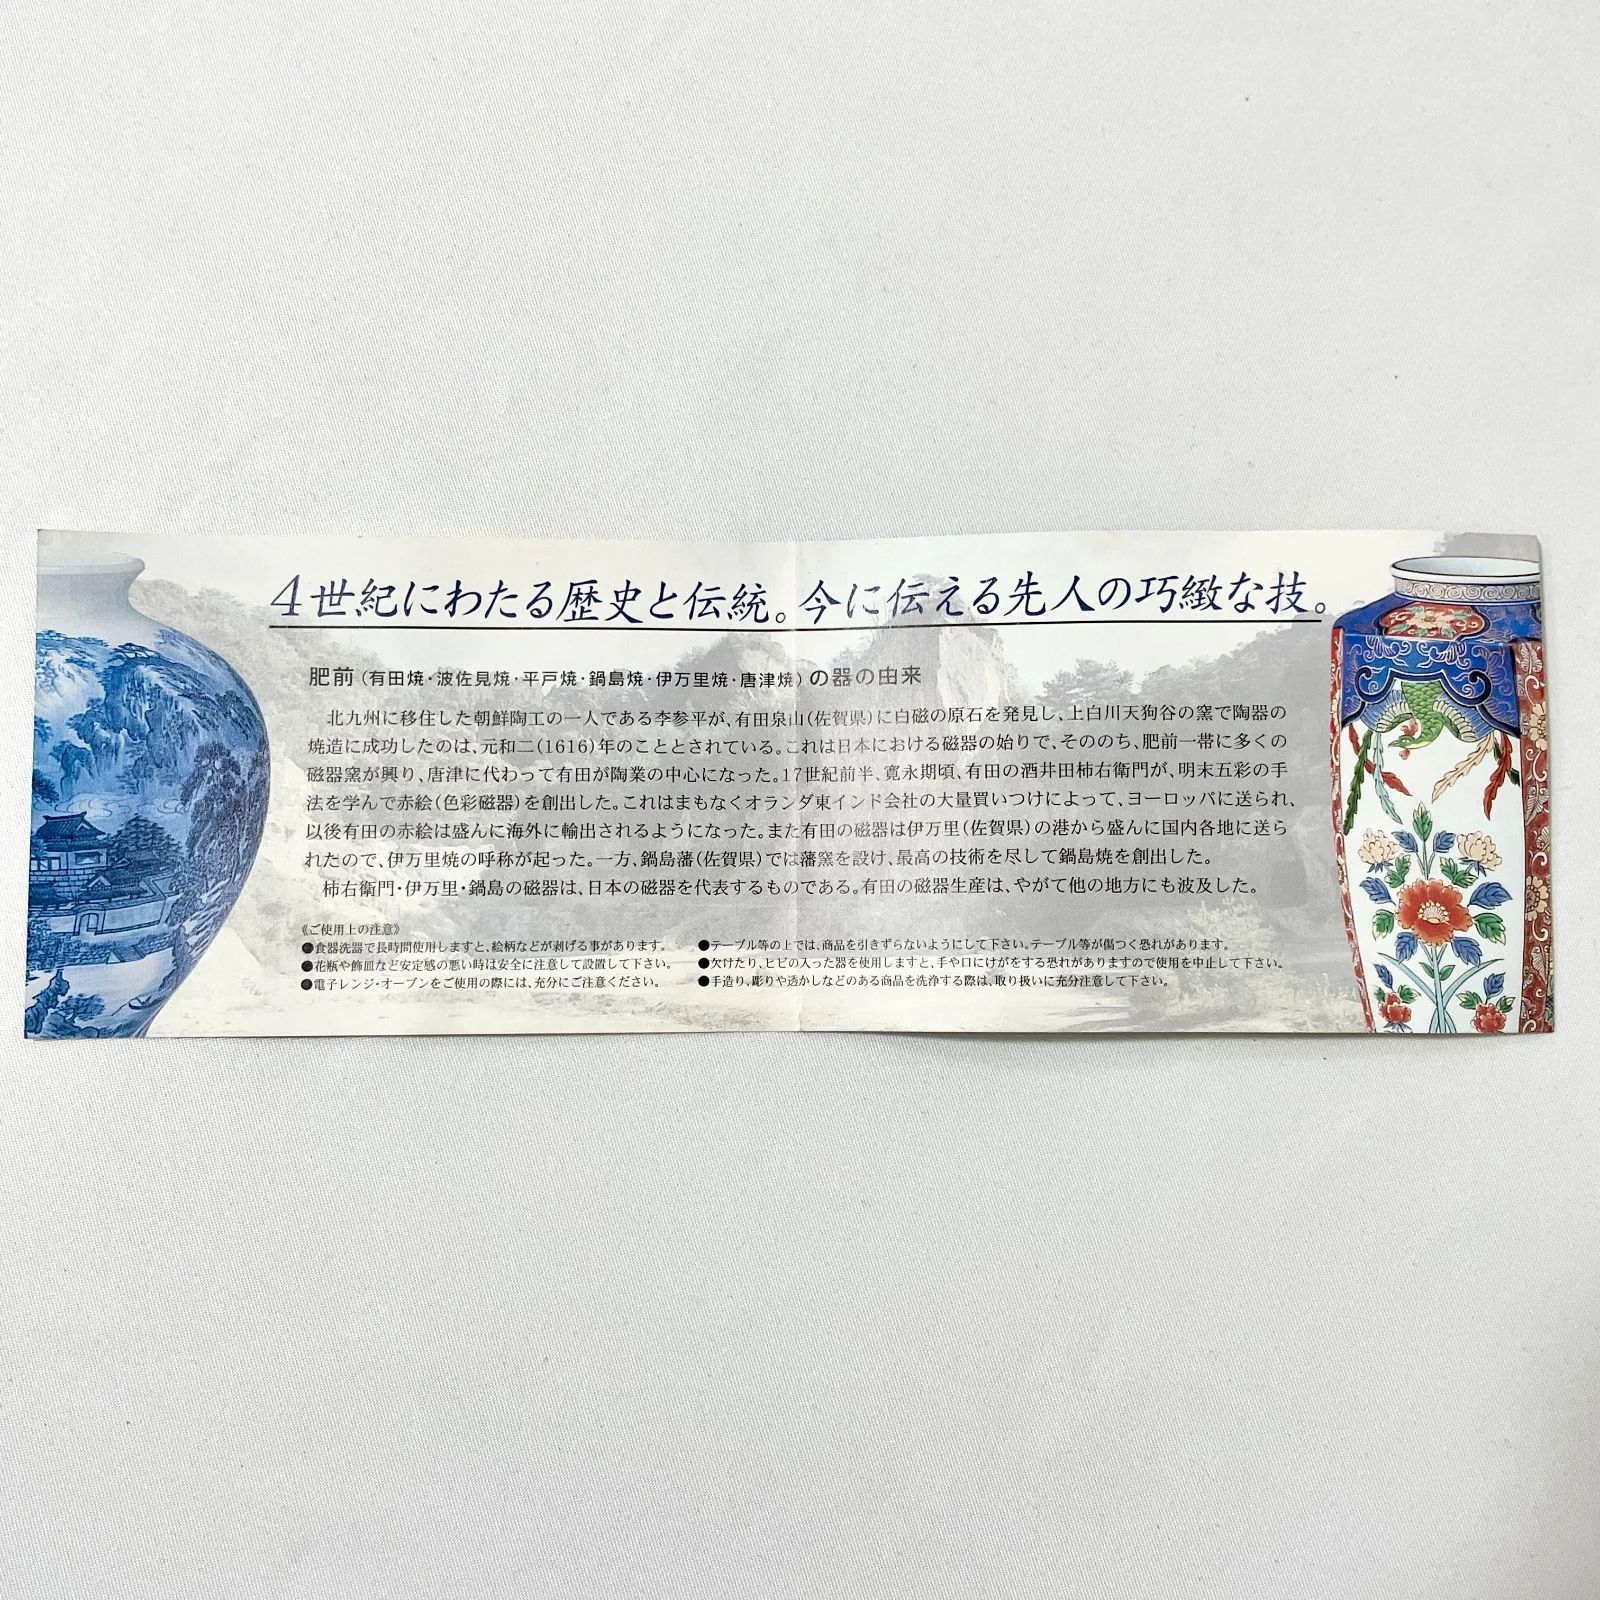 4世紀にわたる歴史と伝統。今に伝える先人の巧緻な技。
肥前(有田焼・波佐見焼・平戸焼・鍋島焼・伊万里焼・唐津焼)の器の由来
北九州に移住した朝鮮陶工の一人である李参平が、有田泉山(佐賀県)に白磁の原石を発見し、上白川天狗谷の窯で陶器の
焼造に成功したのは、元和二(1616)年のこととされている。これは日本における磁器の始りで、そののち、肥前一帯に多くの
磁器窯が興り、唐津に代わって有田が陶業の中心になった。17世紀前半、寛永期頃、有田の酒井田柿右衛門が、明末五彩の手
法を学んで赤絵(色彩磁器)を創出した。これはまもなくオランダ東インド会社の大量買いつけによって、ヨーロッパに送られ、
以後有田の赤絵は盛んに海外に輸出されるようになった。また有田の磁器は伊万里(佐賀県)の港から盛んに国内各地に送ら
れたので、伊万里焼の呼称が起った。一方、鍋島藩(佐賀県)では藩窯を設け、最高の技術を尽して鍋島焼を創出した。
柿右衛門・伊万里・鍋島の磁器は、日本の磁器を代表するものである。有田の磁器生産は、やがて他の地方にも波及した。
《ご使用上の注意》
●食器洗器で長時間使用しますと、絵柄などが剥げる事があります。
●花瓶や飾皿など安定感の悪い時は安全に注意して設置して下さい。
●電子レンジ・オーブンをご使用の際には、充分にご注意ください。
●テーブル等の上では、商品を引きずらないようにして下さい。テーブル等が傷つく恐れがあります。
●欠けたり、ヒビの入った器を使用しますと、手や口にけがをする恐れがありますので使用を中止して下さい。
●手造り、彫りや透かしなどのある商品を洗浄する際は、取り扱いに充分注意して下さい。